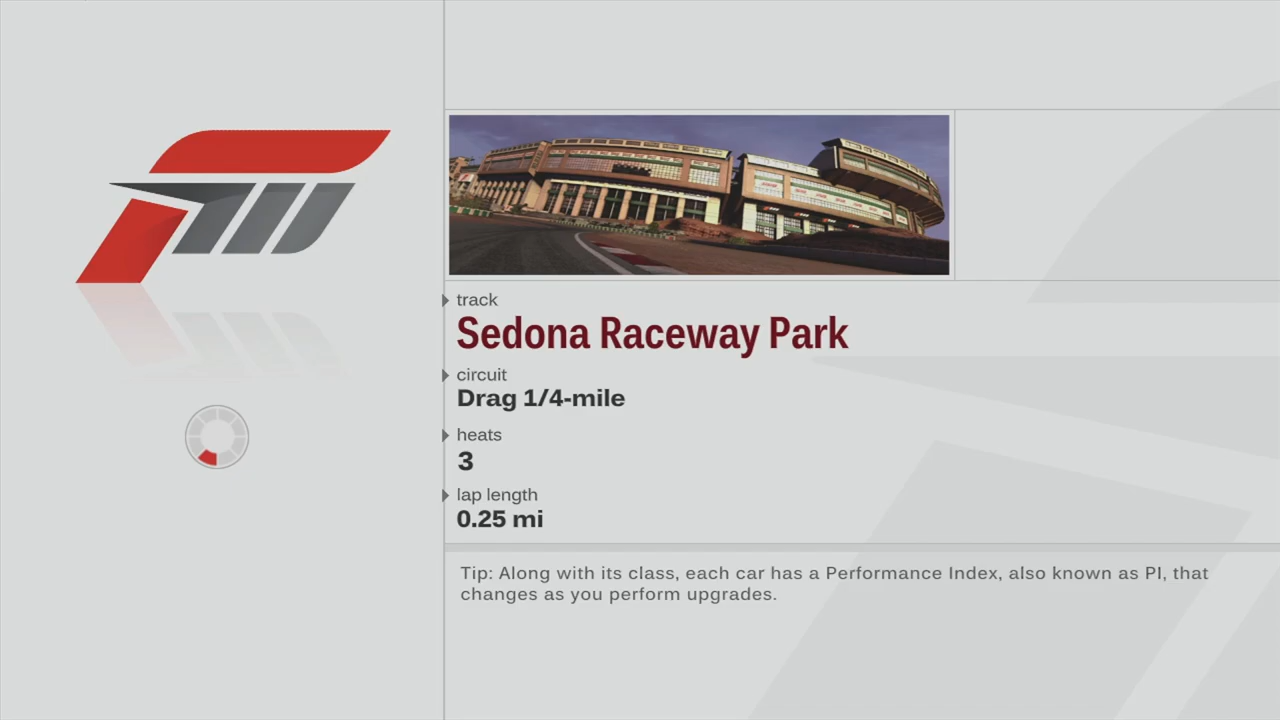 track
Sedona Raceway Park
circuit
Drag 1/4-mile
heats
3
lap length
0.25 mi
Tip: Along with its class, each car has a Performance Index, also known as PI, that
changes as you perform upgrades.